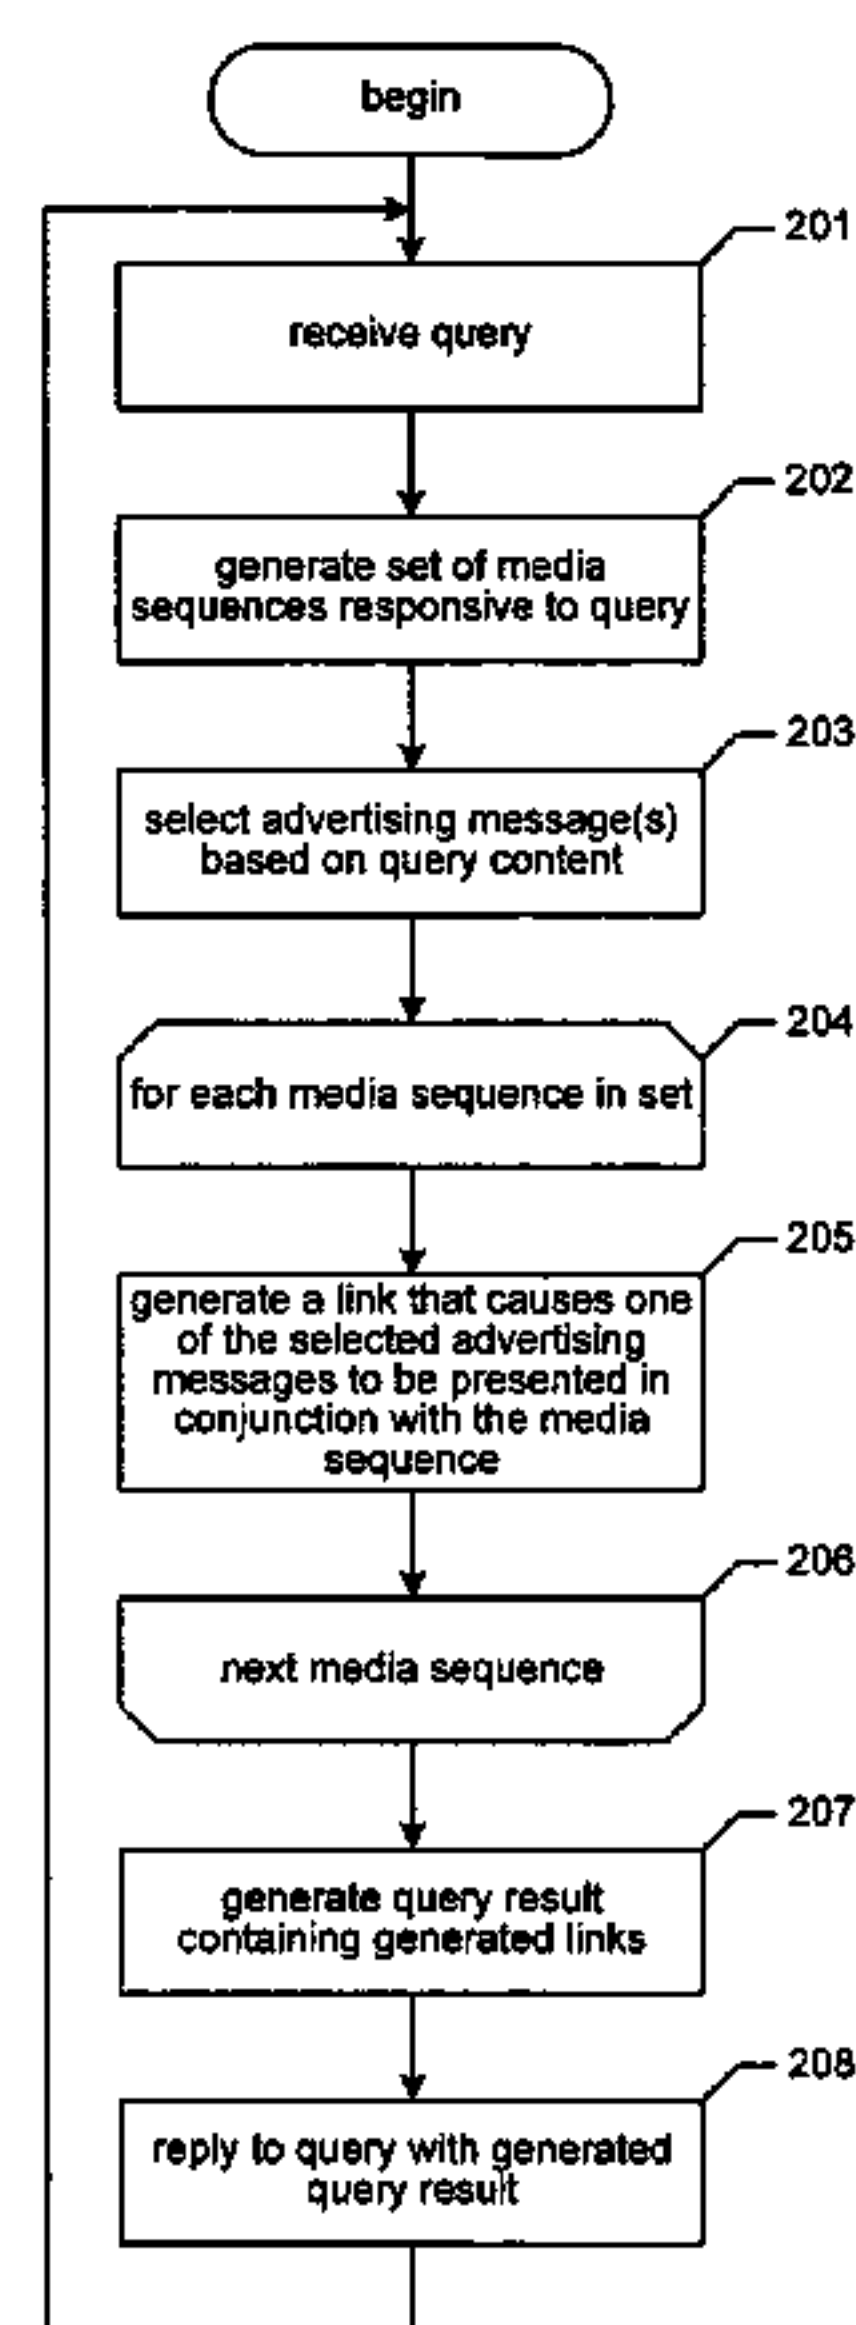 begin
201
receive query
202
generate set of media
sequences responsive to query
203
select advertising message(s)
based on query content
204
for each media sequence in set
205
generate a link that causes one
of the selected advertising
messages to be presented in
conjunction with the media
sequence
206
next media sequence
207
generate query result
containing generated links
208
reply to query with generated
query result